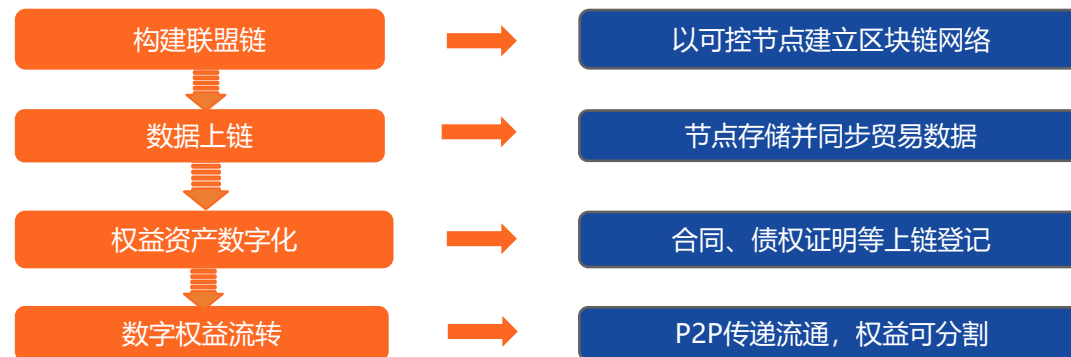 构建联盟链
以可控节点建立区块链网络
数据上链
节点存储并同步贸易数据
权益资产数字化
合同、债权证明等上链登记
数字权益流转
P2P传递流通，权益可分割